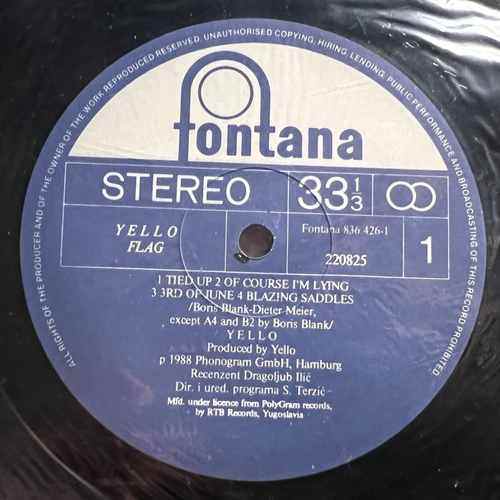 ALL RIGHTS OF THE PRODUCER AND OF THE OWNER OF THE WORK REPRODUCED RESERVED. UNAUTHORISED COPYING, HIRING, LENDING, PUBLIC PERFORMANCE AND BROADCASTING OF THIS RECORD PROHIBITED
fontana
STEREO 33 1/3
YELLO
FLAG
Fontana 836 426-1
220825
1
1 TIED UP 2 OF COURSE I'M LYING
3 3RD OF JUNE 4 BLAZING SADDLES
/Boris Blank-Dieter Meier,
except A4 and B2 by Boris Blank/
YELLO
Produced by Yello
p 1988 Phonogram GmbH, Hamburg
Recenzent Dragoljub Ilić
Dir. i ured. programa S. Terzić
Mfd. under licence from PolyGram records,
by RTB Records, Yugoslavia